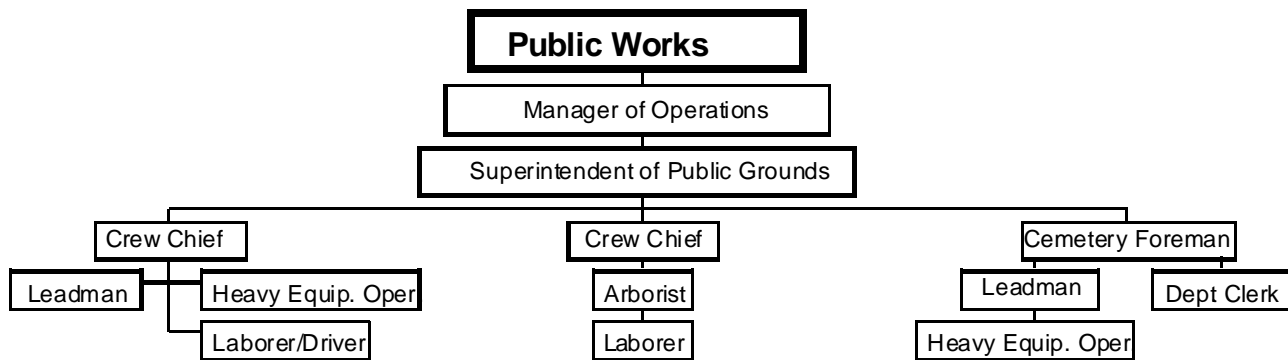 Public Works
Manager of Operations
Superintendent of Public Grounds
Crew Chief
Crew Chief
Cemetery Foreman
Leadman
Heavy Equip. Oper
Arborist
Leadman
Dept Clerk
Laborer/Driver
Laborer
Heavy Equip. Oper